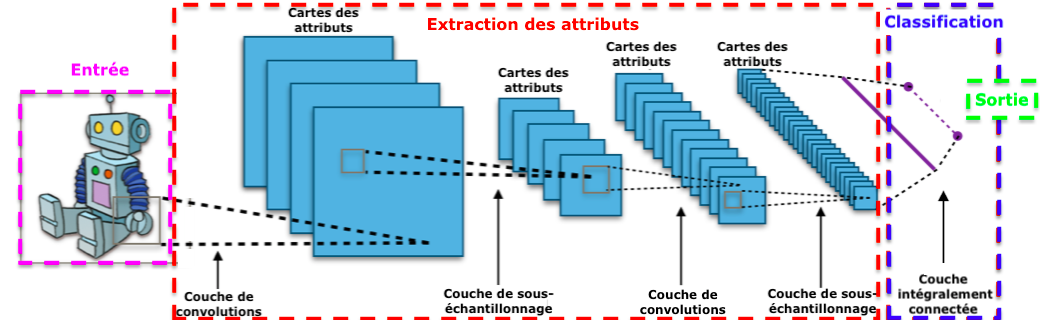 Cartes des
attributs
Extraction des attributs
Classification
Entrée
Cartes des
attributs
Cartes des
attributs
Cartes des
attributs
Sortie
Couche de
convolutions
Couche de sous-
échantillonnage
Couche de
convolutions
Couche de sous-
échantillonnage
Couche
intégralement
connectée